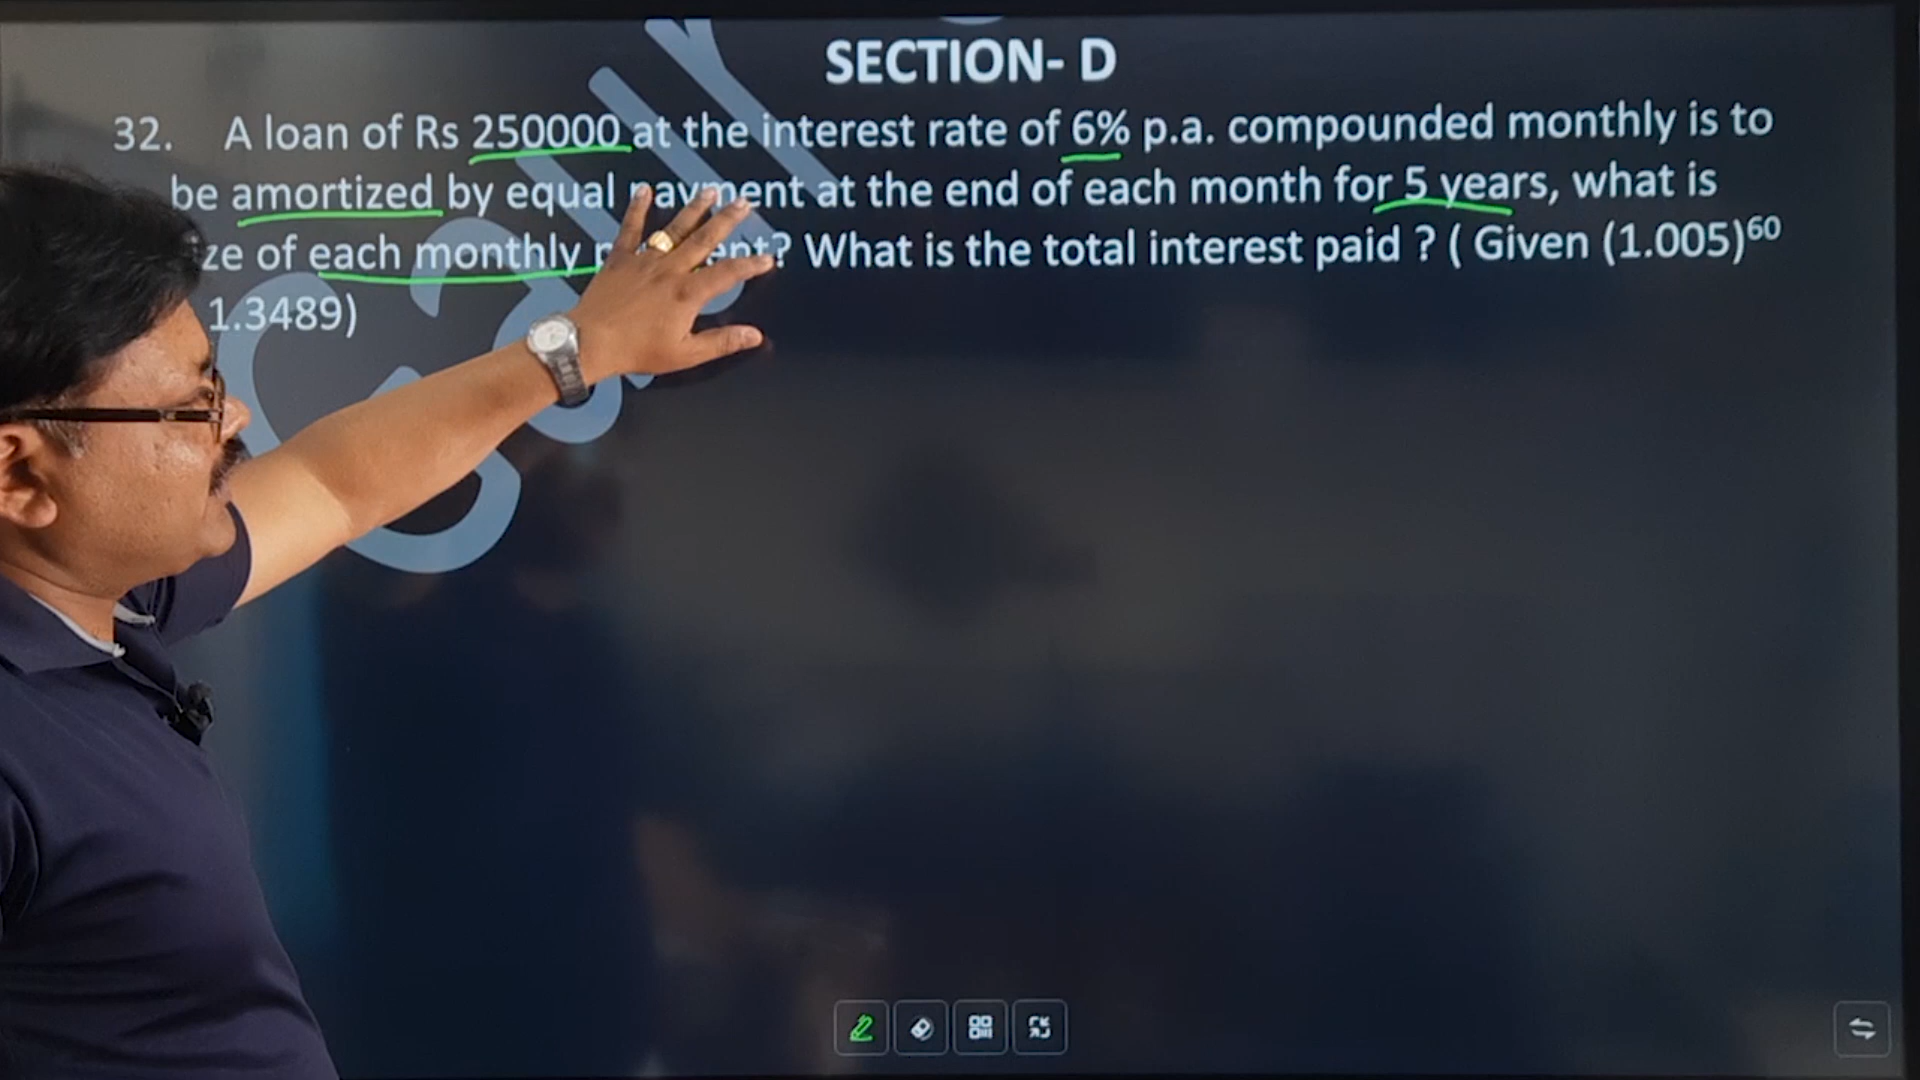 SECTION- D
32. A loan of Rs 250000 at the interest rate of 6% p.a. compounded monthly is to
be amortized by equal payment at the end of each month for 5 years, what is
ze of each monthly p ent? What is the total interest paid ? ( Given (1.005)⁶⁰
1.3489)